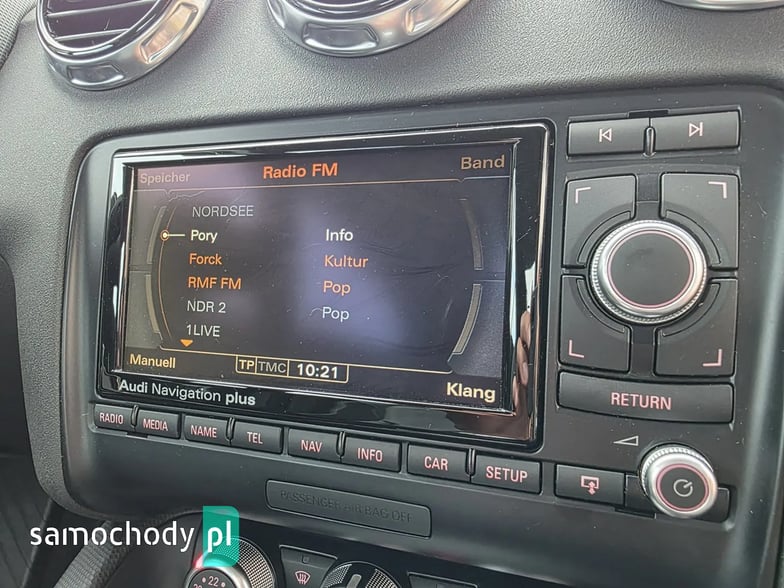 Speicher Radio FM Band
NORDSEE
Pory Info
Forck Kultur
RMF FM Pop
NDR 2 Pop
1LIVE
Manuell TP TMC 10:21 Klang
Audi Navigation plus
RADIO MEDIA NAME TEL NAV INFO CAR SETUP
RETURN
PASSENGER AIR BAG OFF
samochody.pl
22